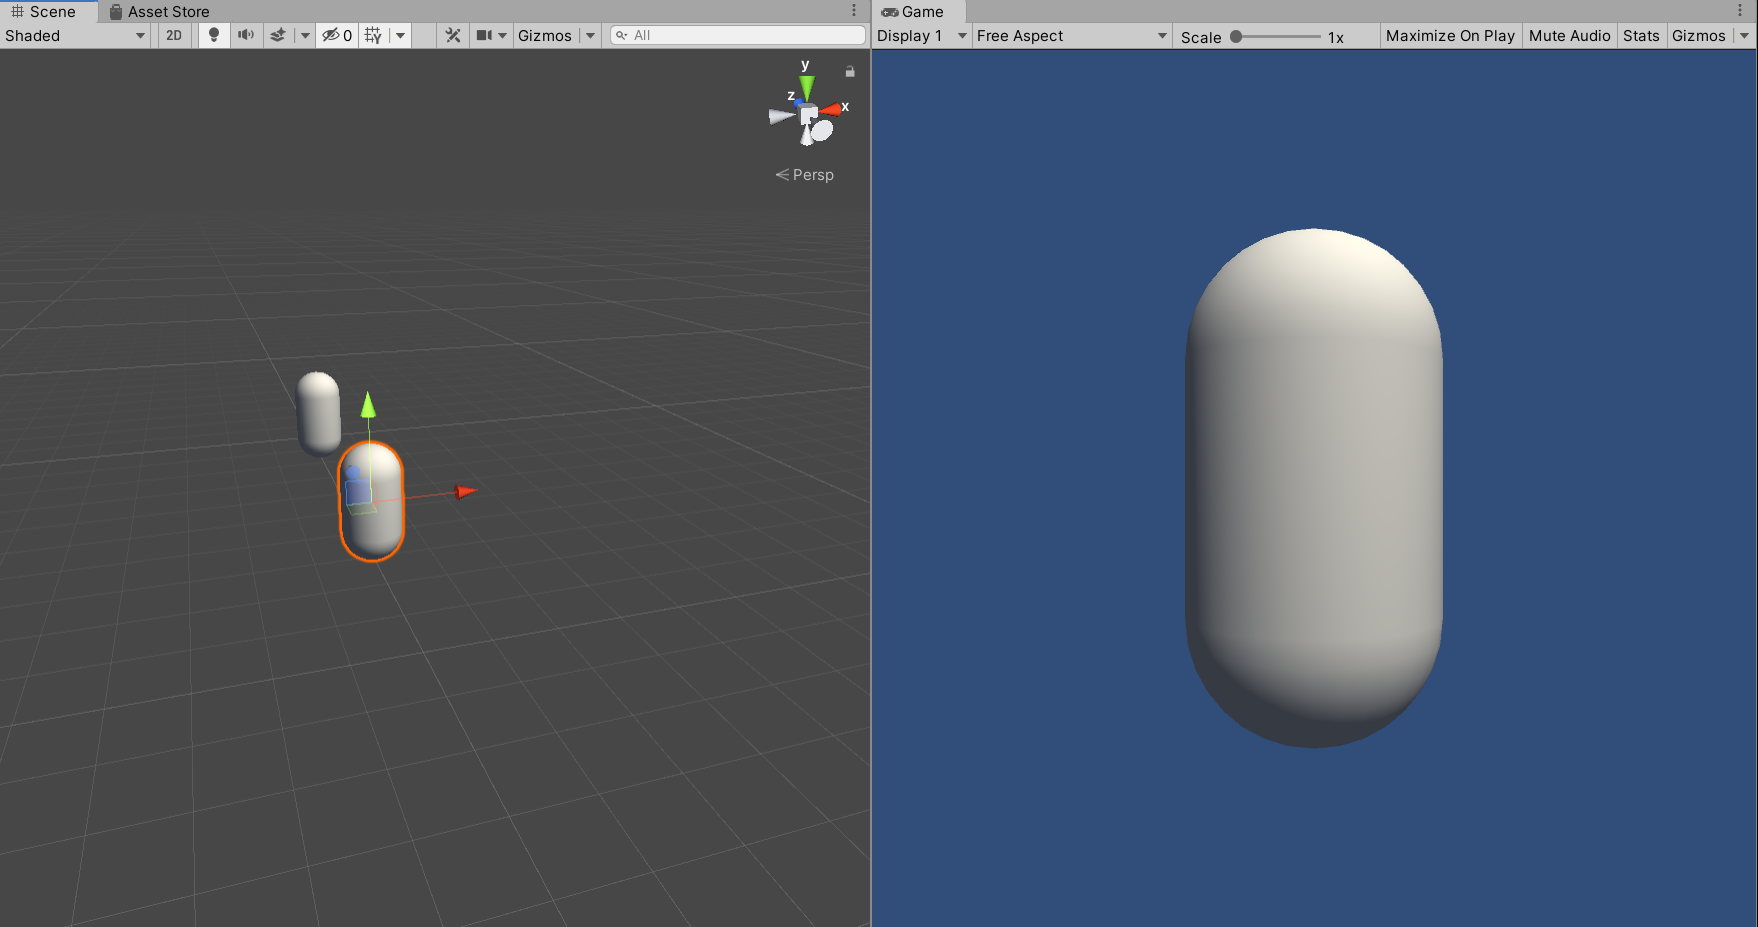 Scene
Asset Store
Shaded
2D
0
Gizmos
All
y
z
x
Persp
Game
Display 1
Free Aspect
Scale
1x
Maximize On Play
Mute Audio
Stats
Gizmos